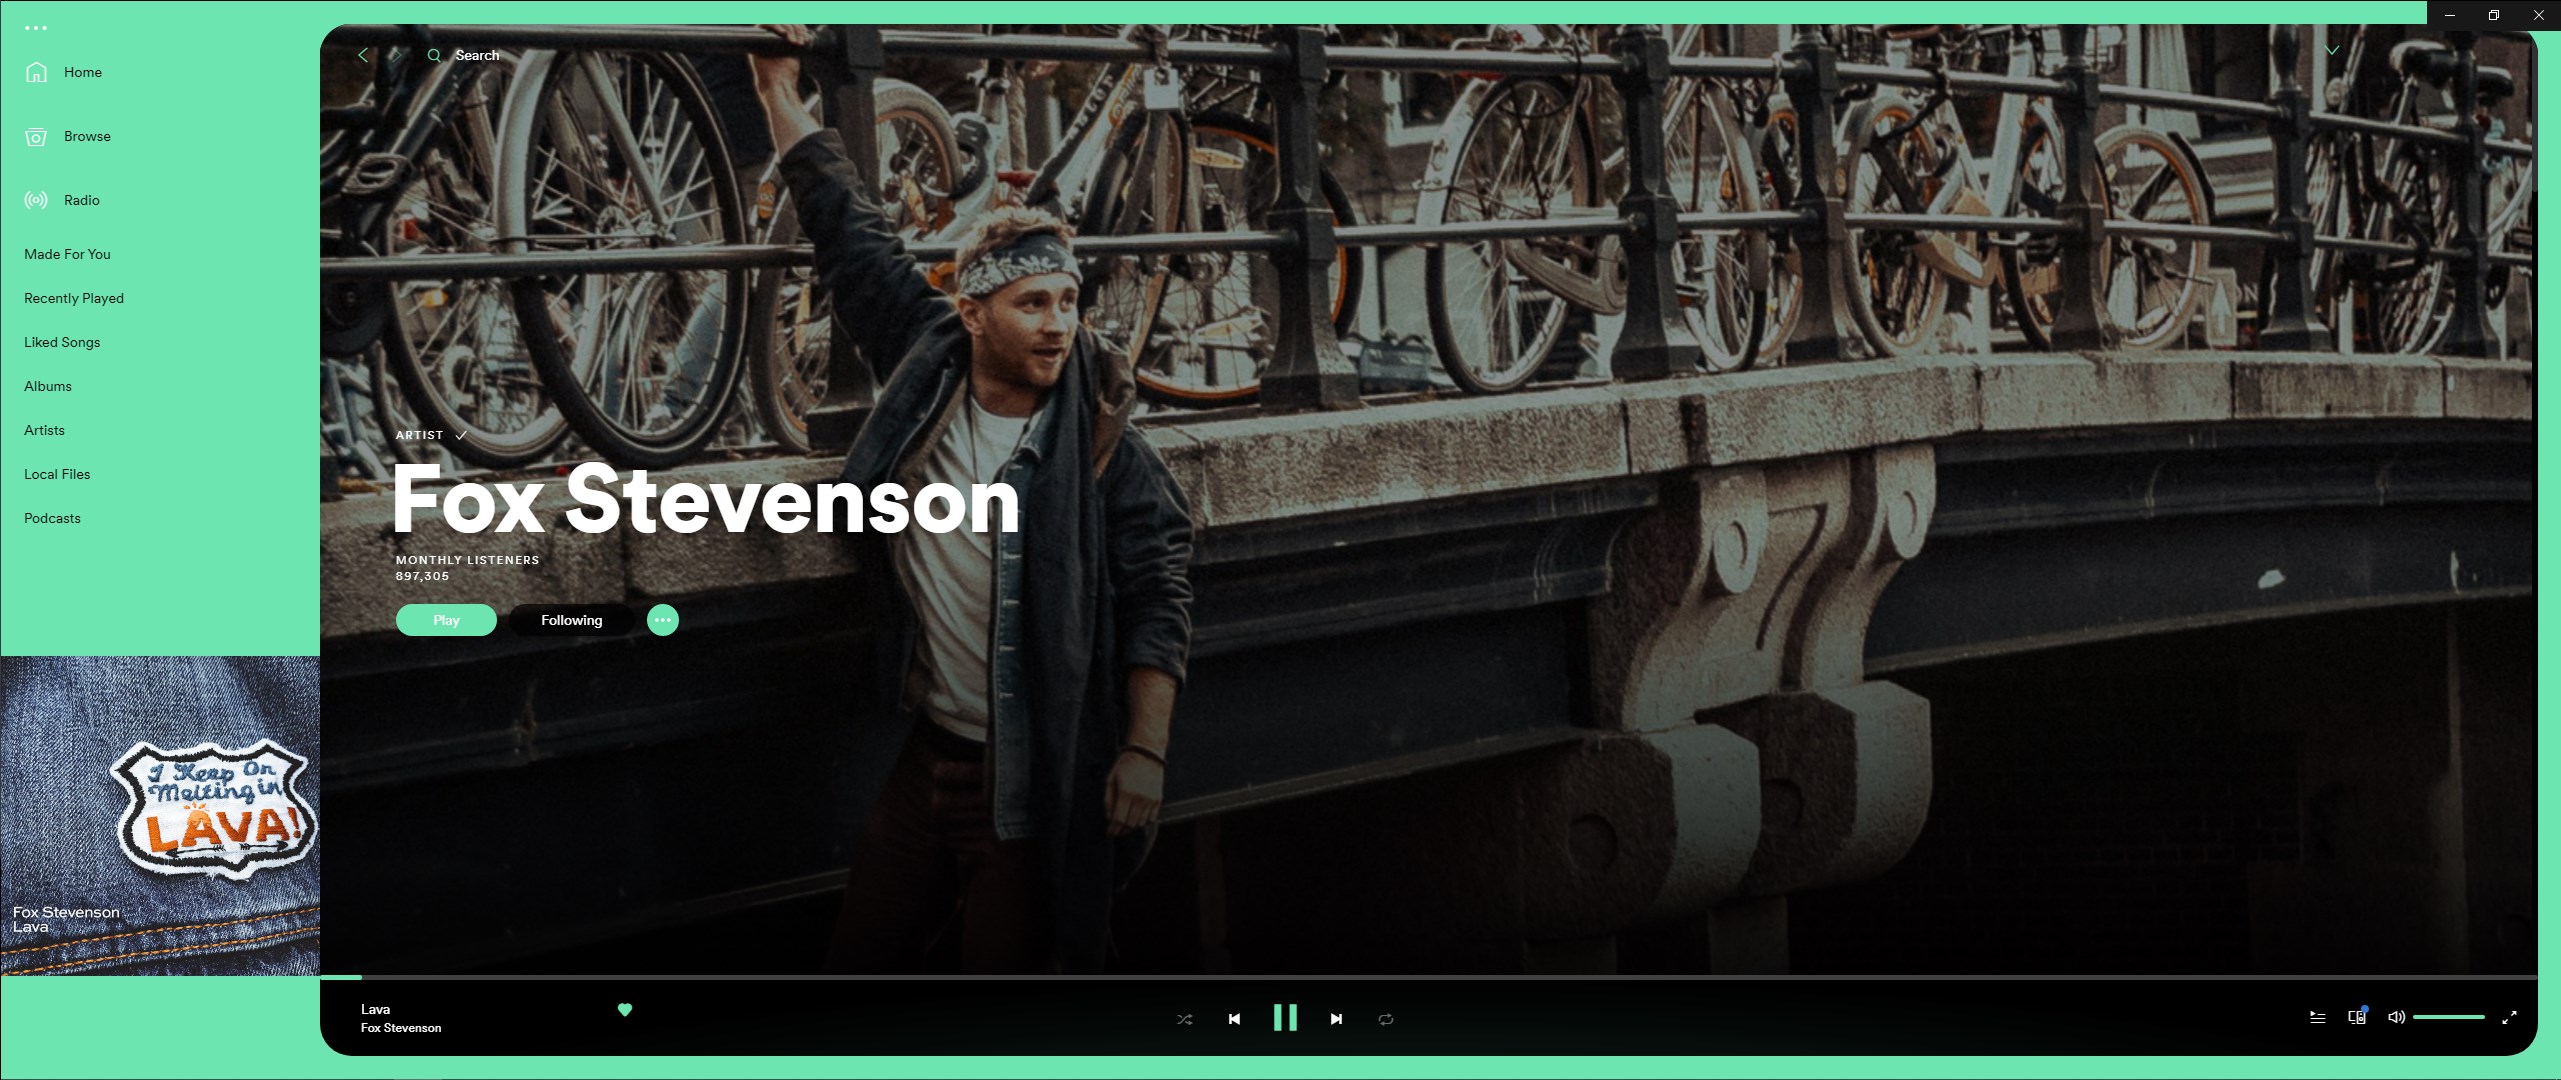 Home
Browse
Radio
Made For You
Recently Played
Liked Songs
Albums
Artists
Local Files
Podcasts
I Keep On
Melting in
LAVA!
Fox Stevenson
Lava
Search
ARTIST
Fox Stevenson
MONTHLY LISTENERS
897,305
Play
Following
Lava
Fox Stevenson